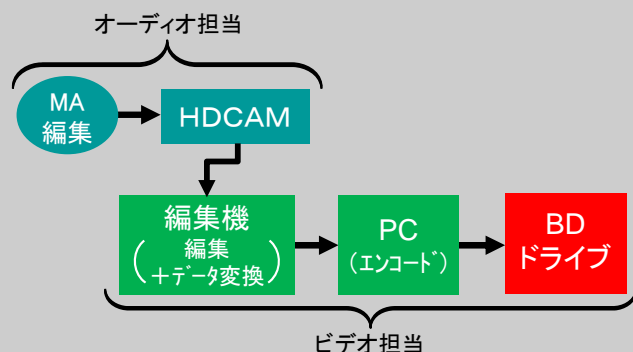 オーディオ担当
MA
編集
HDCAM
編集機
(編集
+ﾃﾞｰﾀ変換)
PC
(ｴﾝｺｰﾄﾞ)
BD
ドライブ
ビデオ担当